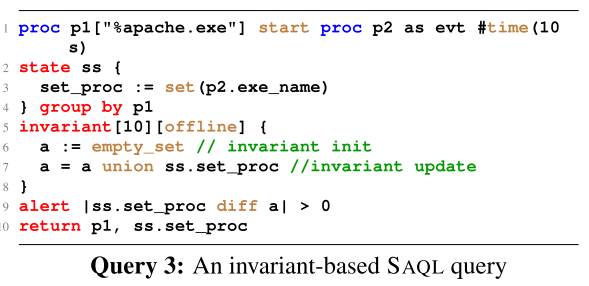 1 proc p1["%apache.exe"] start proc p2 as evt #time(10
s)
2 state ss {
3 set_proc := set(p2.exe_name)
4 } group by p1
5 invariant[10][offline] {
6 a := empty_set // invariant init
7 a = a union ss.set_proc //invariant update
8 }
9 alert |ss.set_proc diff a| > 0
10 return p1, ss.set_proc
Query 3: An invariant-based SAQL query